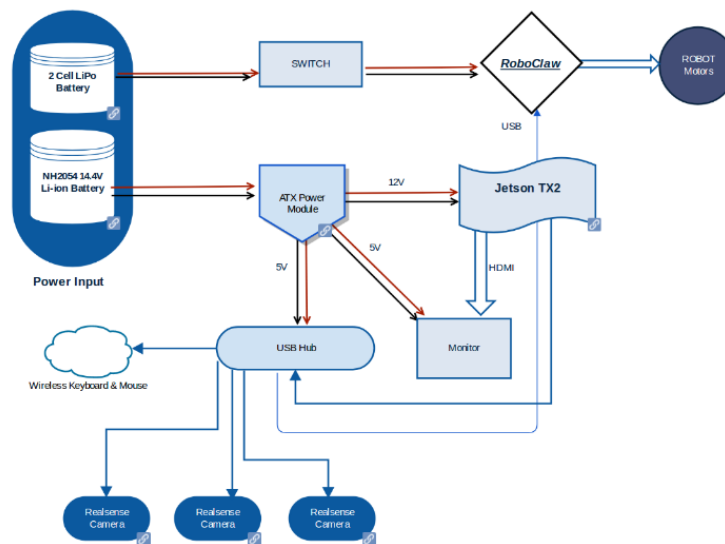 2 Cell LiPo
Battery
SWITCH
RoboClaw
ROBOT
Motors
USB
NH2054 14.4V
Li-ion Battery
ATX Power
Module
12V
Jetson TX2
Power Input
5V
5V
HDMI
USB Hub
Monitor
Wireless Keyboard & Mouse
Realsense
Camera
Realsense
Camera
Realsense
Camera